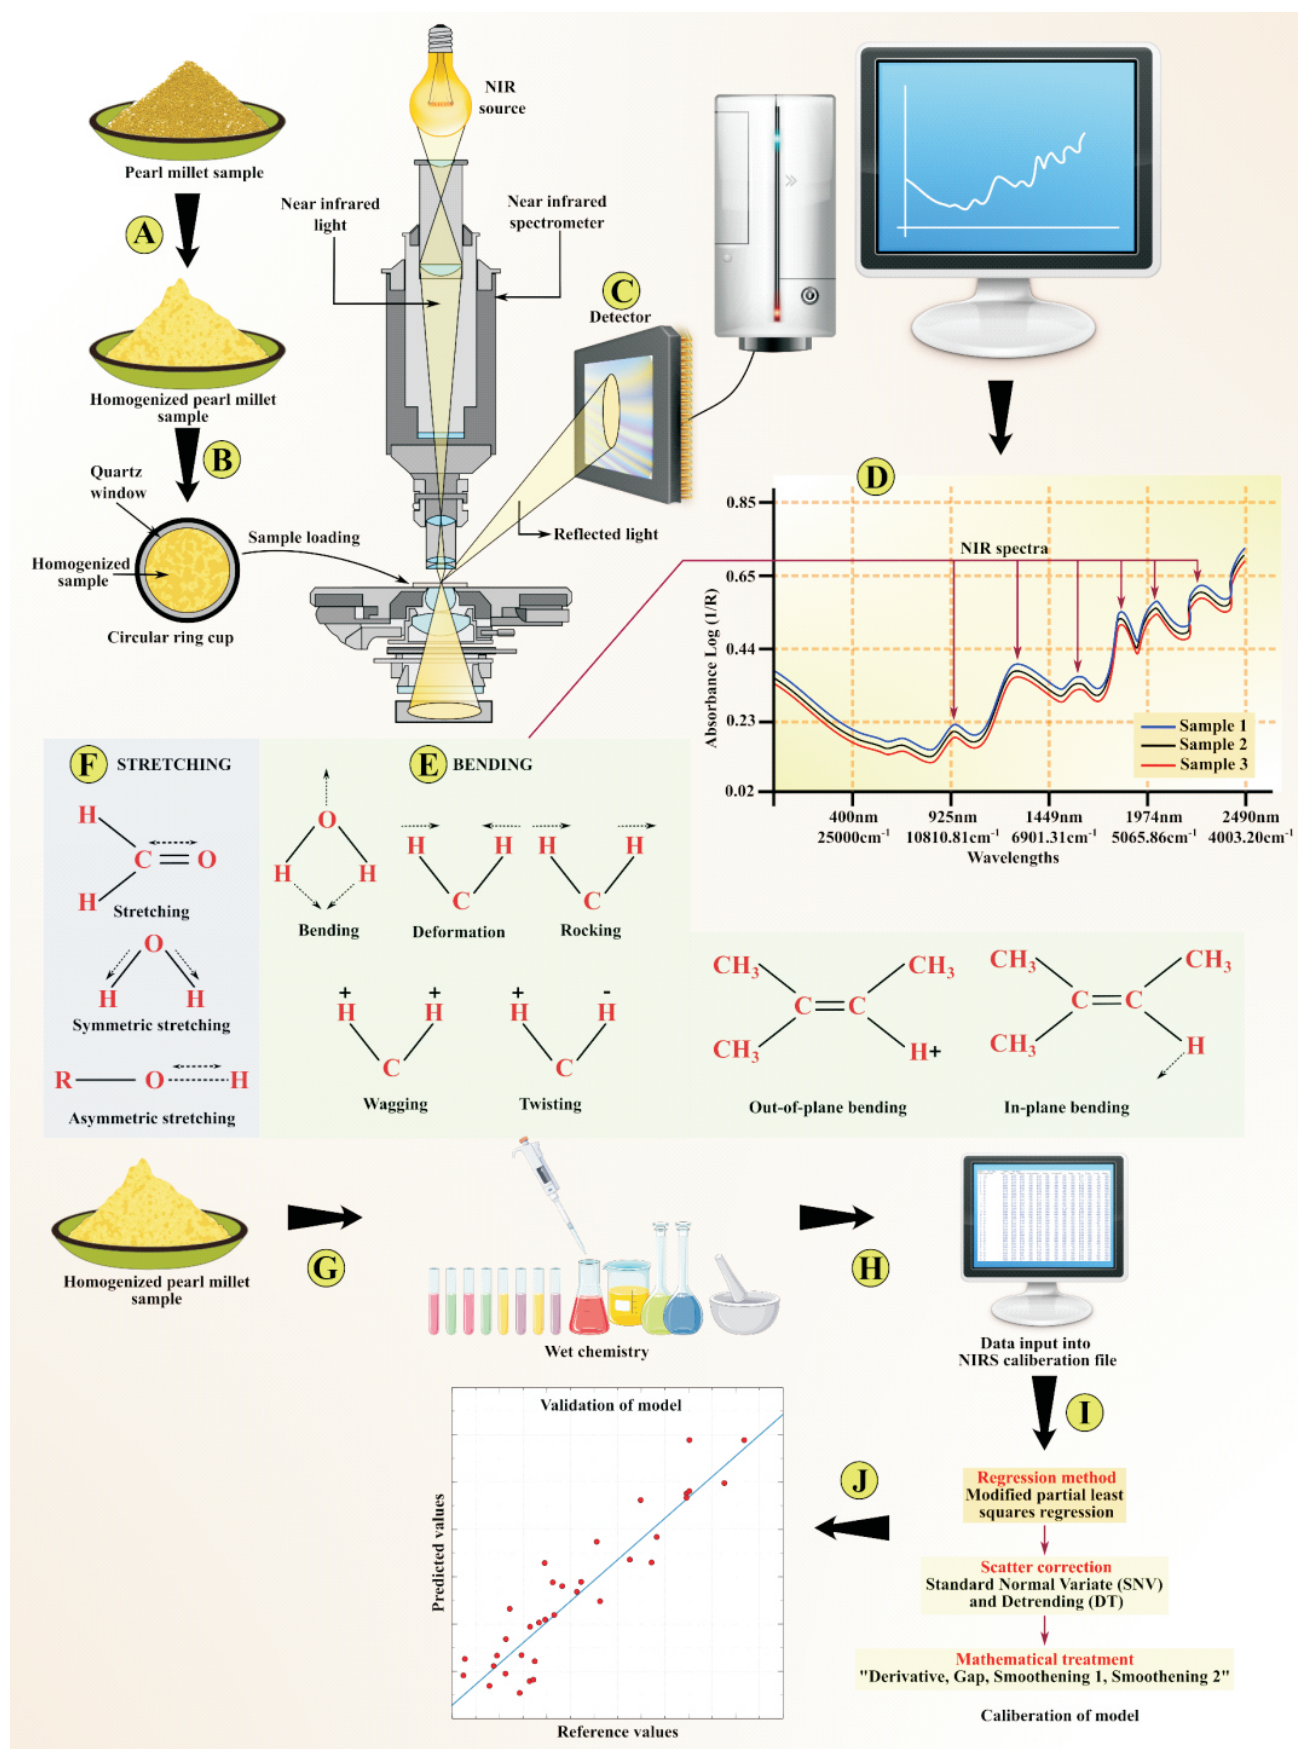 NIR
source
Pearl millet sample
Near infrared
light
Near infrared
spectrometer
A
C
Detector
Homogenized pearl millet
sample
B
Quartz
window
Sample loading
Reflected light
Homogenized
sample
Circular ring cup
D
NIR spectra
0.85
0.65
0.44
0.23
0.02
Absorbance Log (1/R)
Sample 1
Sample 2
Sample 3
400nm 925nm 1449nm 1974nm 2490nm
25000cm-1 10810.81cm-1 6901.31cm-1 5065.86cm-1 4003.20cm-1
Wavelengths
F STRETCHING
H
C O
H
Stretching
O
H H
Symmetric stretching
R O H
Asymmetric stretching
E BENDING
O
H H
Bending
H H
C
Deformation
H H
C
Rocking
+ +
H H
C
Wagging
+ -
H H
C
Twisting
CH3 CH3
C C
CH3 H+
Out-of-plane bending
CH3 CH3
C C
CH3 H
In-plane bending
Homogenized pearl millet
sample
G
Wet chemistry
H
Data input into
NIRS caliberation file
I
Regression method
Modified partial least
squares regression
Scatter correction
Standard Normal Variate (SNV)
and Detrending (DT)
Mathematical treatment
"Derivative, Gap, Smoothening 1, Smoothening 2"
Caliberation of model
J
Validation of model
Predicted values
Reference values